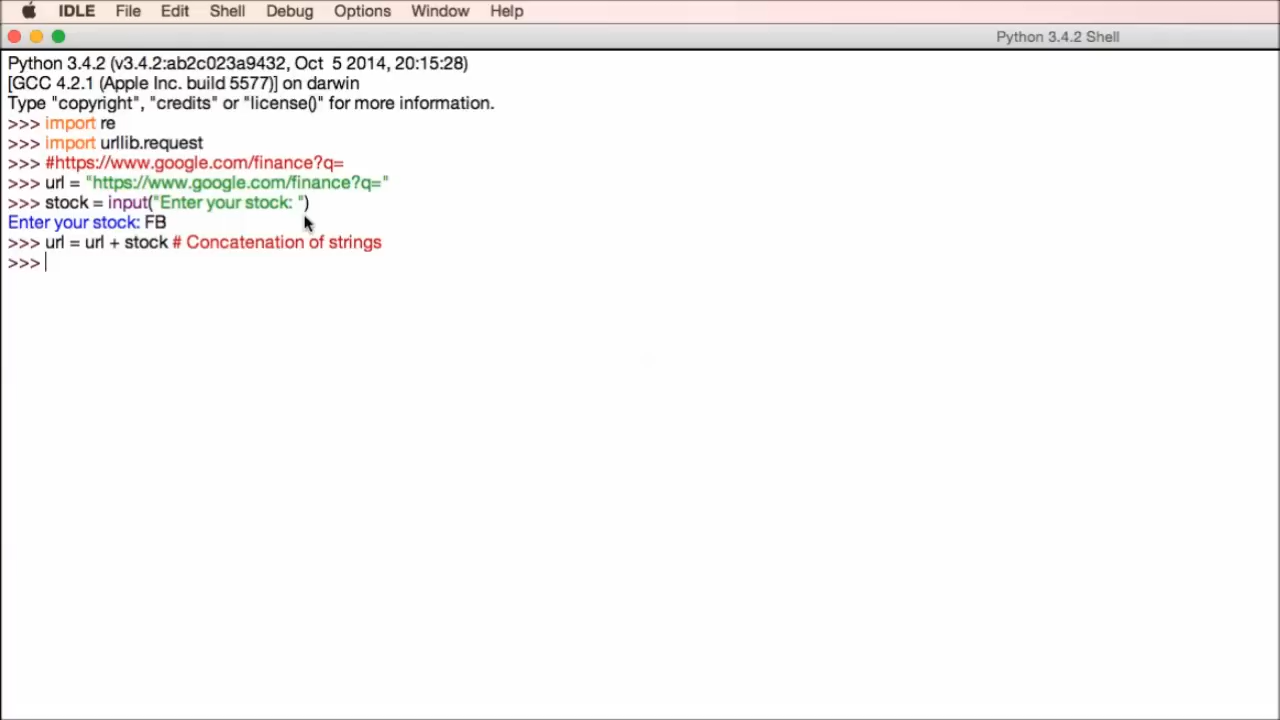 IDLE File Edit Shell Debug Options Window Help
Python 3.4.2 Shell
Python 3.4.2 (v3.4.2:ab2c023a9432, Oct  5 2014, 20:15:28)
[GCC 4.2.1 (Apple Inc. build 5577)] on darwin
Type "copyright", "credits" or "license()" for more information.
>>> import re
>>> import urllib.request
>>> #https://www.google.com/finance?q=
>>> url = "https://www.google.com/finance?q="
>>> stock = input("Enter your stock: ")
Enter your stock: FB
>>> url = url + stock # Concatenation of strings
>>>